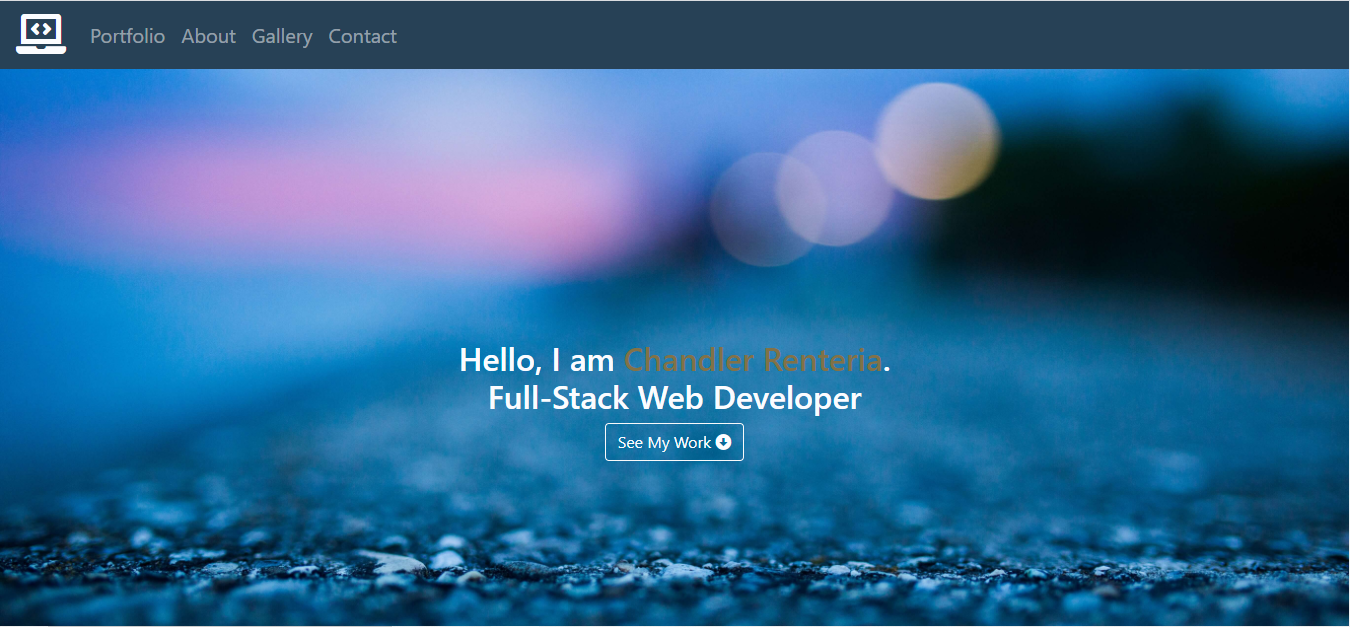 Portfolio About Gallery Contact
Hello, I am Chandler Renteria.
Full-Stack Web Developer
See My Work